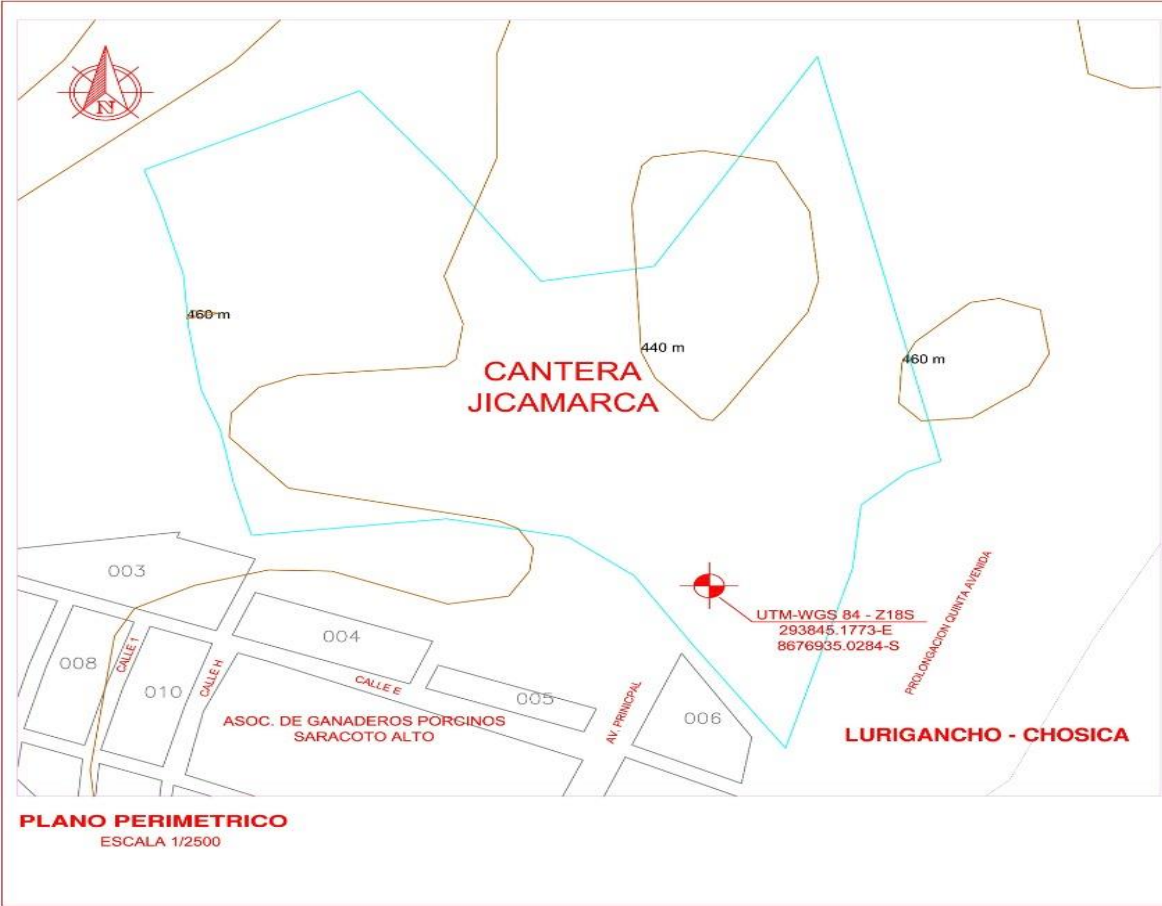 N
460 m
440 m
460 m
CANTERA
JICAMARCA
003
UTM-WGS 84 - Z18S
293845.1773-E
8676935.0284-S
PROLONGACION QUINTA AVENIDA
004
008
CALLE 1
010
CALLE H
CALLE E
005
AV. PRINICPAL
006
ASOC. DE GANADEROS PORCINOS
SARACOTO ALTO
LURIGANCHO - CHOSICA
PLANO PERIMETRICO
ESCALA 1/2500